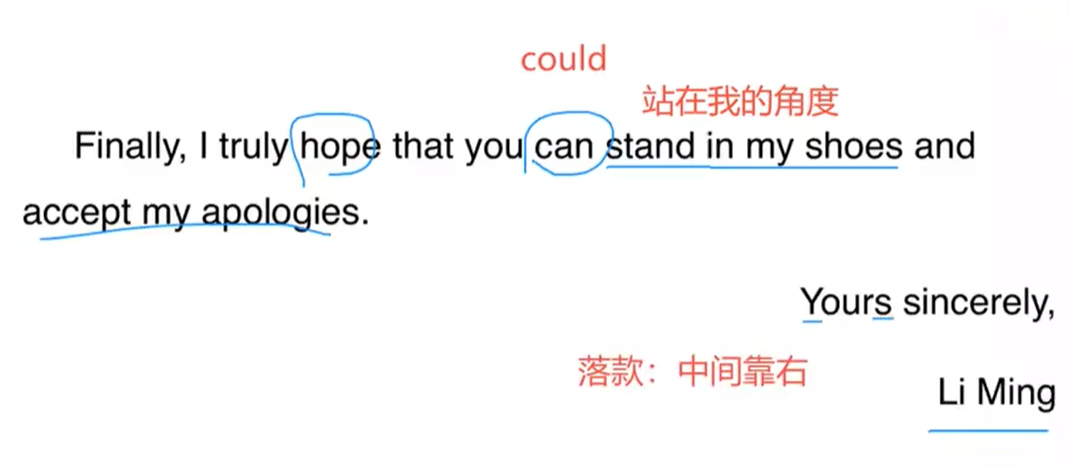 could
站在我的角度
Finally, I truly hope that you can stand in my shoes and
accept my apologies.
Yours sincerely,
落款：中间靠右
Li Ming